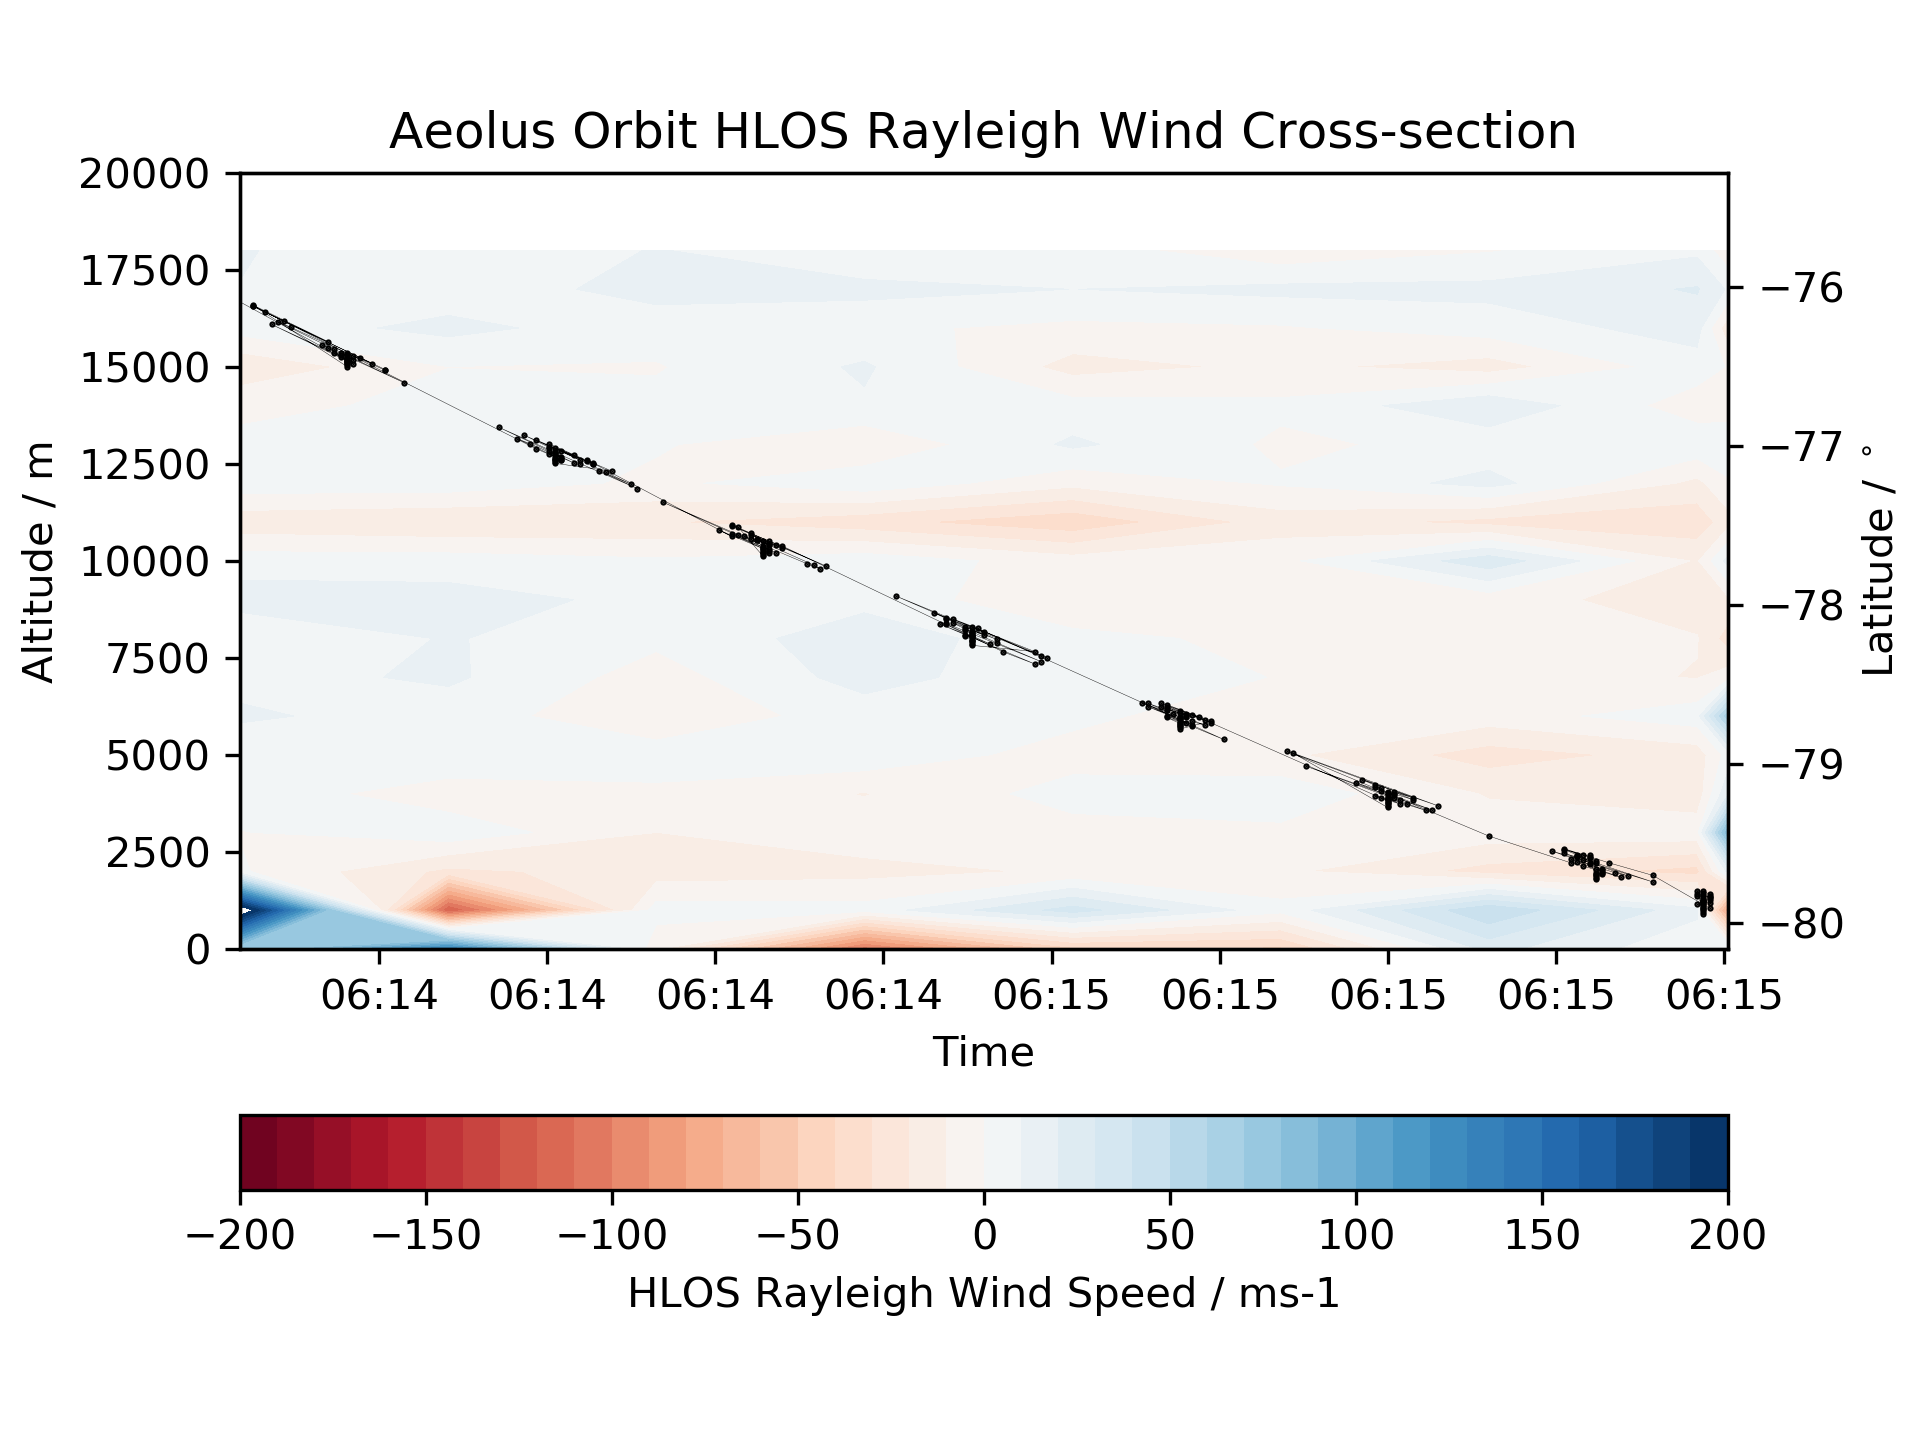 Aeolus Orbit HLOS Rayleigh Wind Cross-section
20000
17500
15000
12500
10000
7500
5000
2500
0
Altitude / m
−76
−77
−78
−79
−80
Latitude / °
06:14 06:14 06:14 06:14 06:15 06:15 06:15 06:15 06:15
Time
−200 −150 −100 −50 0 50 100 150 200
HLOS Rayleigh Wind Speed / ms-1